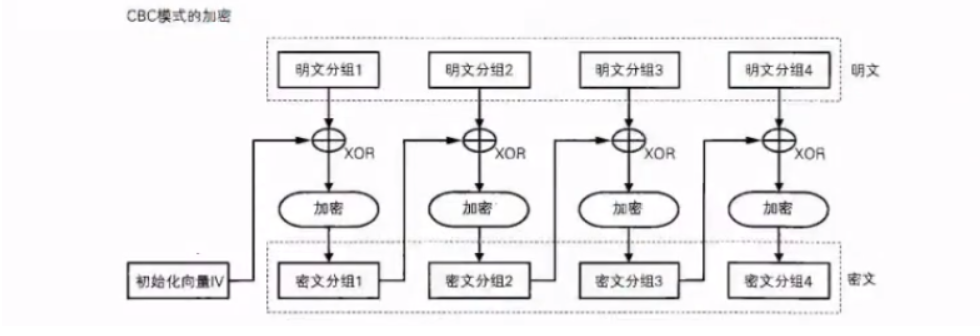 CBC模式的加密
明文分组1 明文分组2 明文分组3 明文分组4 明文
XOR XOR XOR XOR
加密 加密 加密 加密
初始化向量IV 密文分组1 密文分组2 密文分组3 密文分组4 密文